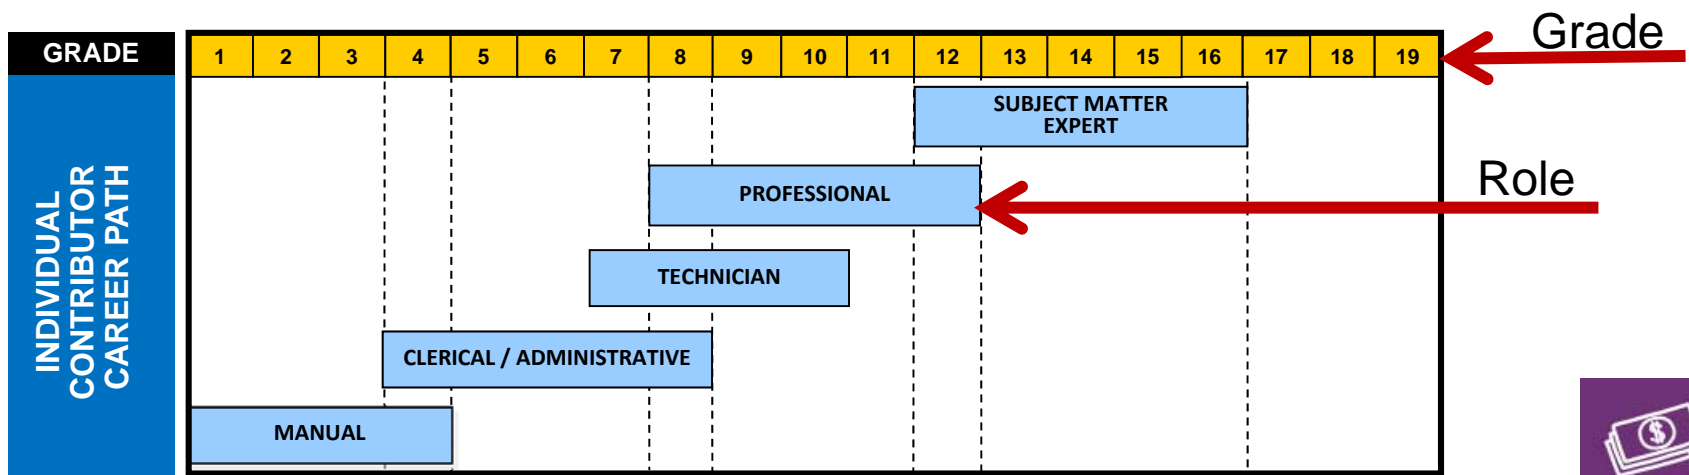 Grade
GRADE 1 2 3 4 5 6 7 8 9 10 11 12 13 14 15 16 17 18 19
INDIVIDUAL
CONTRIBUTOR
CAREER PATH
SUBJECT MATTER
EXPERT
Role
PROFESSIONAL
TECHNICIAN
CLERICAL / ADMINISTRATIVE
MANUAL
$